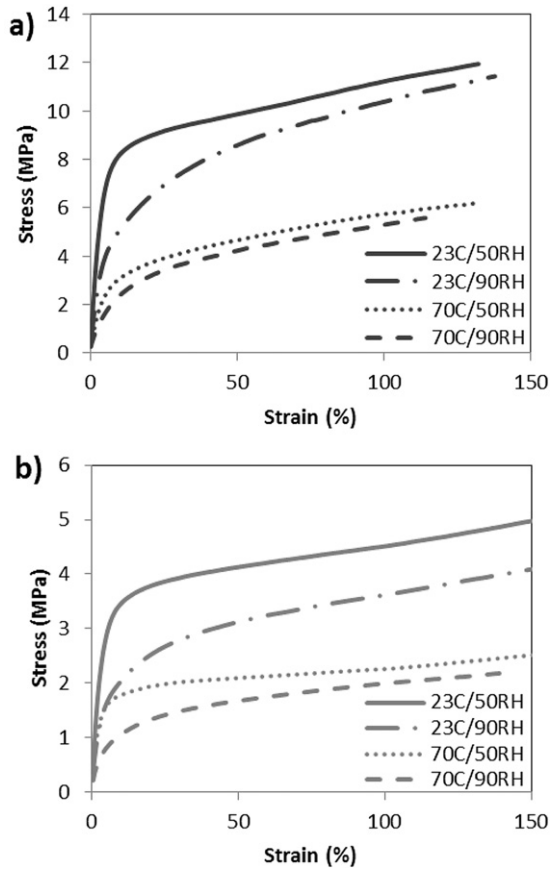 a)
14
12
10
8
6
4
2
0
Stress (MPa)
23C/50RH
23C/90RH
70C/50RH
70C/90RH
0 50 100 150
Strain (%)
b)
6
5
4
3
2
1
0
Stress (MPa)
23C/50RH
23C/90RH
70C/50RH
70C/90RH
0 50 100 150
Strain (%)